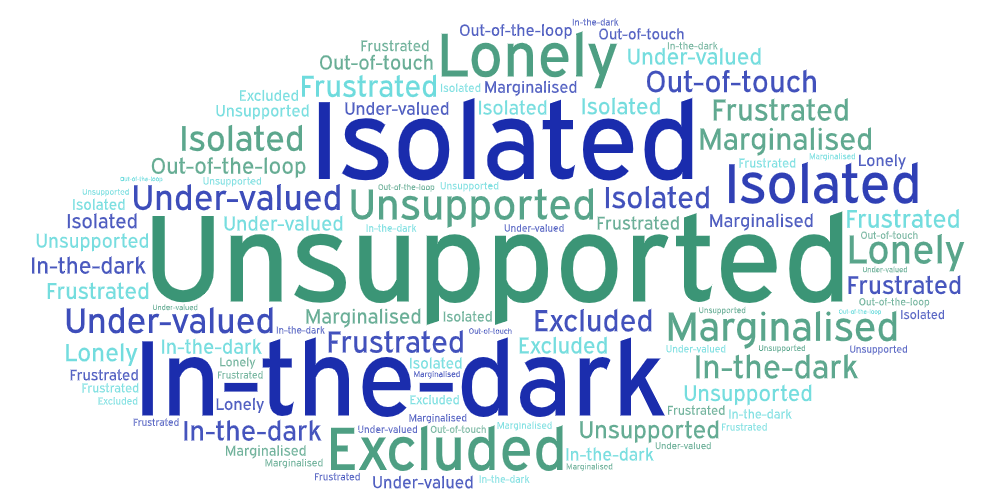 In-the-dark
Out-of-the-loop
Lonely
Out-of-touch
Frustrated
In-the-dark
Out-of-touch
Under-valued
Frustrated
Isolated
Marginalised
Out-of-touch
Excluded
Unsupported
Under-valued
Isolated
Isolated
Frustrated
Isolated
Isolated
Marginalised
Out-of-the-loop
Frustrated
Marginalised
Lonely
Out-of-the-loop
Unsupported
Out-of-the-loop
Unsupported
Isolated
Unsupported
Under-valued
Unsupported
Isolated
Isolated
Isolated
Under-valued
In-the-dark
Under-valued
Frustrated
Marginalised
Frustrated
Unsupported
Unsupported
Out-of-touch
Lonely
In-the-dark
Under-valued
Frustrated
Frustrated
Under-valued
Out-of-the-loop
Under-valued
Marginalised
Isolated
Excluded
Unsupported
Out-of-the-loop
Isolated
In-the-dark
Frustrated
Out-of-touch
Marginalised
Lonely
In-the-dark
Excluded
Under-valued
Unsupported
Unsupported
In-the-dark
Lonely
Isolated
In-the-dark
Frustrated
Frustrated
Marginalised
Frustrated
Unsupported
Excluded
Lonely
Excluded
Frustrated
In-the-dark
Frustrated
Marginalised
In-the-dark
Under-valued
Out-of-touch
Marginalised
Unsupported
Frustrated
Marginalised
Excluded
In-the-dark
Under-valued
Marginalised
Marginalised
Frustrated
Under-valued
In-the-dark